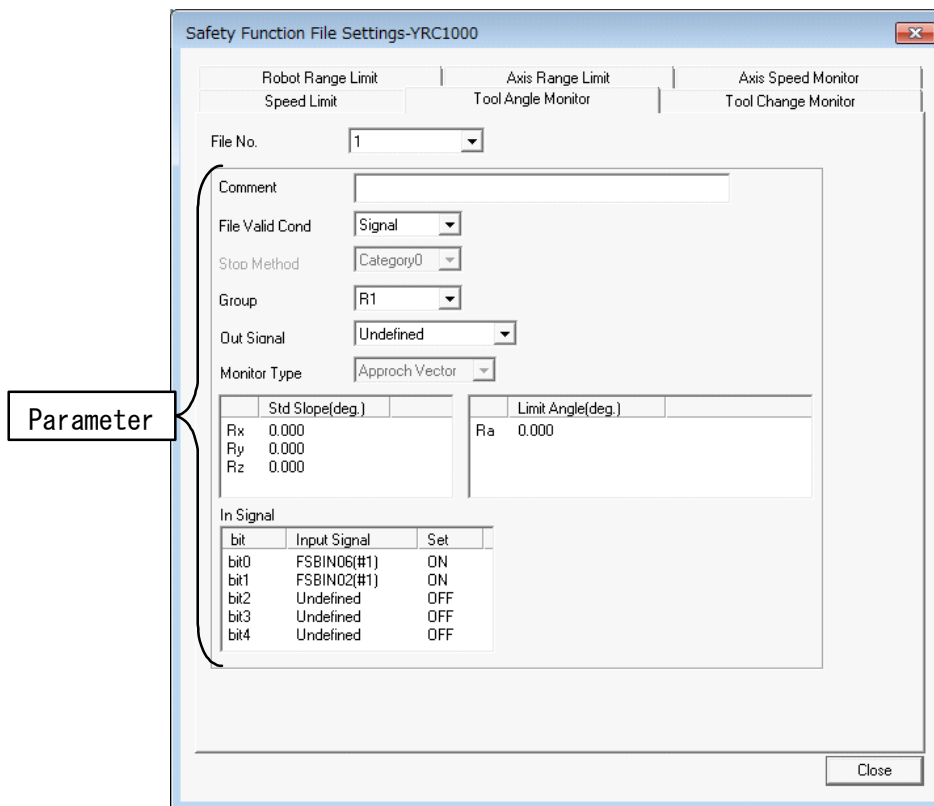 Safety Function File Settings-YRC1000
Robot Range Limit Axis Range Limit Axis Speed Monitor
Speed Limit Tool Angle Monitor Tool Change Monitor
File No. 1
Comment
File Valid Cond Signal
Stop Method Category0
Group R1
Out Signal Undefined
Monitor Type Approch Vector
Parameter
Std Slope(deg.) Limit Angle(deg.)
Rx 0.000 Ra 0.000
Ry 0.000
Rz 0.000
In Signal
bit Input Signal Set
bit0 FSBIN06(#1) ON
bit1 FSBIN02(#1) ON
bit2 Undefined OFF
bit3 Undefined OFF
bit4 Undefined OFF
Close